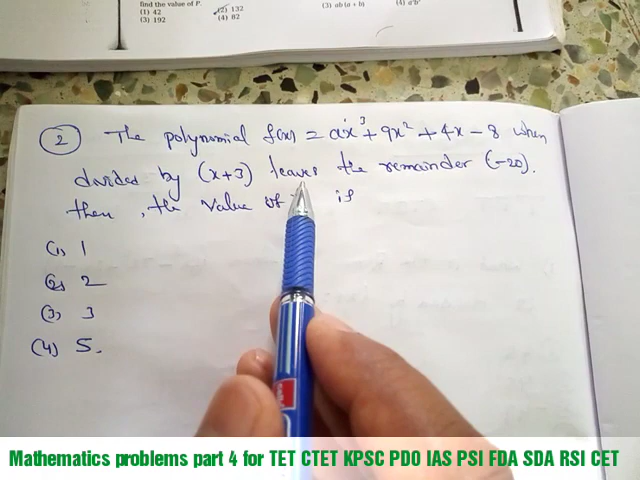 find the value of P.
(1) 42 (2) 132 (3) ab (a + b)
(3) 192 (4) 82
(2) The polynomial f(x) = ax³ + 9x² + 4x - 8 when
divided by (x+3) leaves the remainder (-20).
then, the value of is
(1) 1
(2) 2
(3) 3
(4) 5.
Mathematics problems part 4 for TET CTET KPSC PDO IAS PSI FDA SDA RSI CET